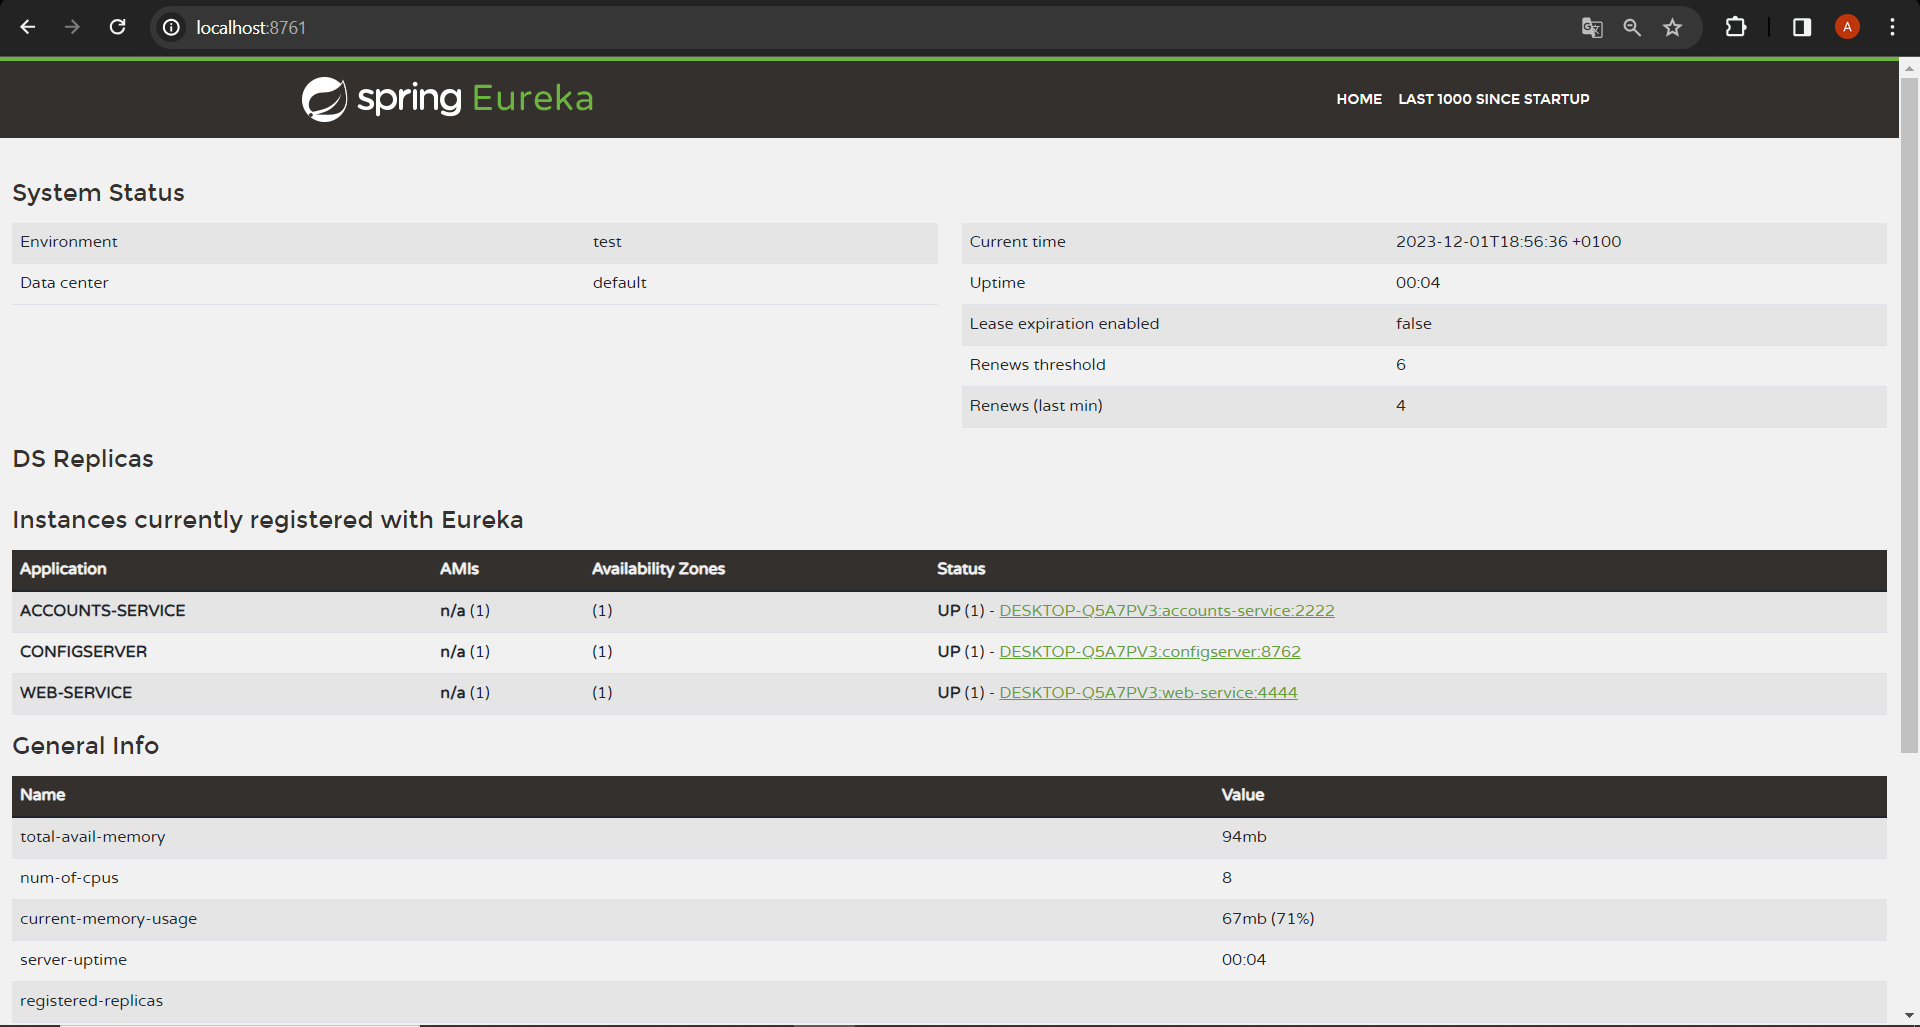 localhost:8761
A
spring Eureka
HOME LAST 1000 SINCE STARTUP
System Status
Environment test
Data center default
Current time 2023-12-01T18:56:36 +0100
Uptime 00:04
Lease expiration enabled false
Renews threshold 6
Renews (last min) 4
DS Replicas
Instances currently registered with Eureka
Application AMIs Availability Zones Status
ACCOUNTS-SERVICE n/a (1) (1) UP (1) - DESKTOP-Q5A7PV3:accounts-service:2222
CONFIGSERVER n/a (1) (1) UP (1) - DESKTOP-Q5A7PV3:configserver:8762
WEB-SERVICE n/a (1) (1) UP (1) - DESKTOP-Q5A7PV3:web-service:4444
General Info
Name Value
total-avail-memory 94mb
num-of-cpus 8
current-memory-usage 67mb (71%)
server-uptime 00:04
registered-replicas